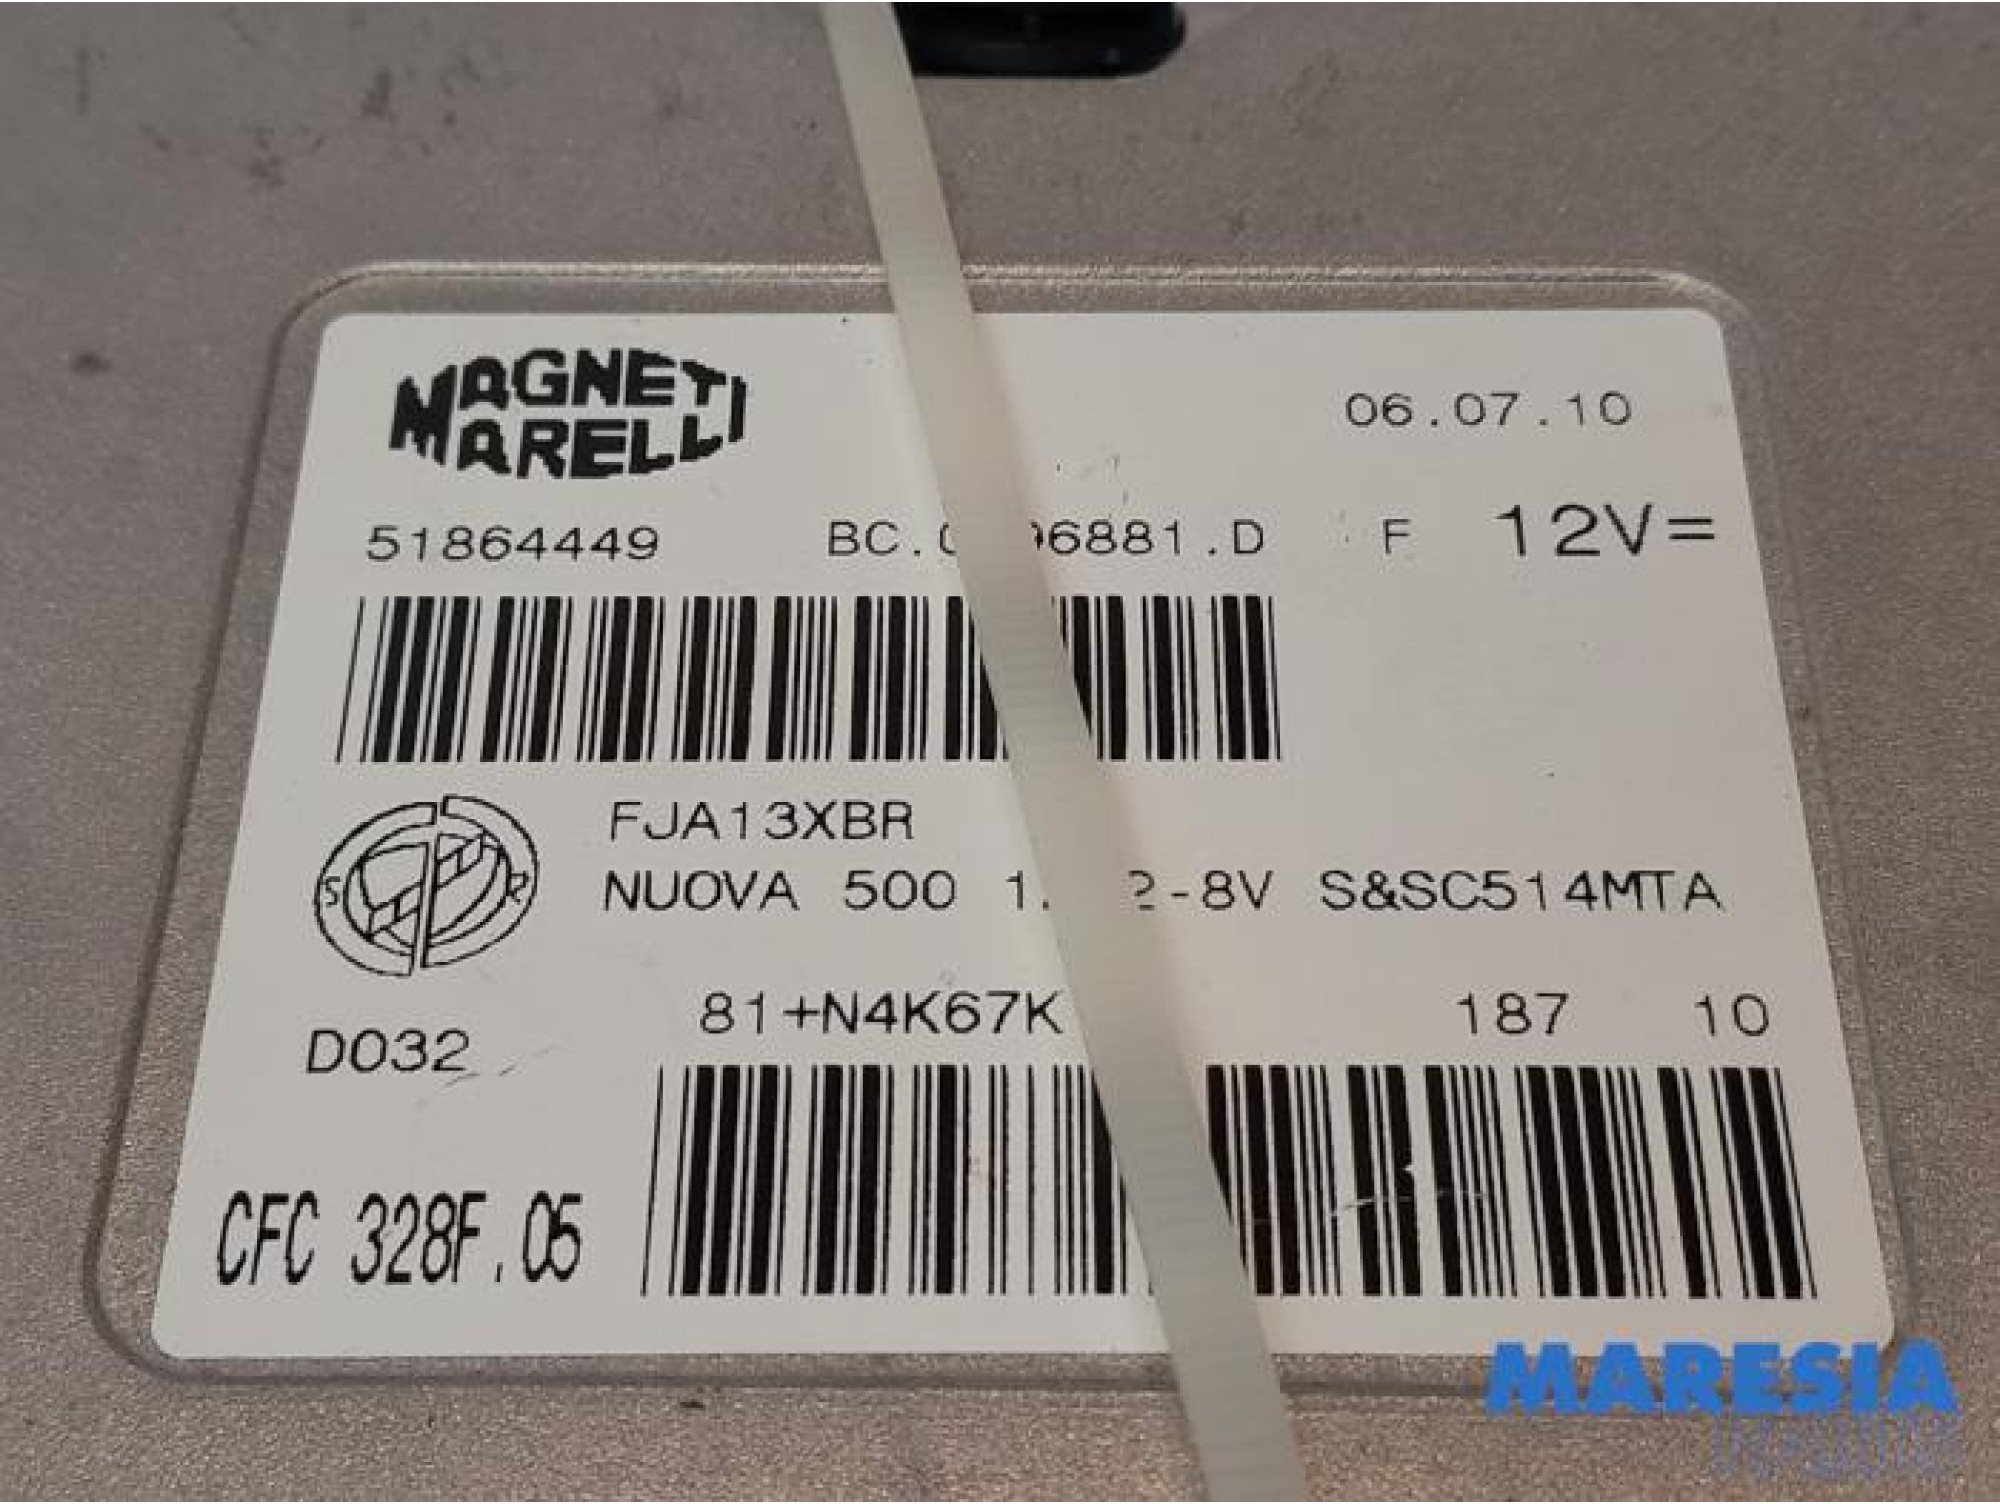 MAGNETI
MARELLI
06.07.10
51864449 F 12V=
FJA13XBR
NUOVA 500 S&SC514MTA
S R
81+N4K67K 187 10
D032
CFC 328F.05
MARESIA